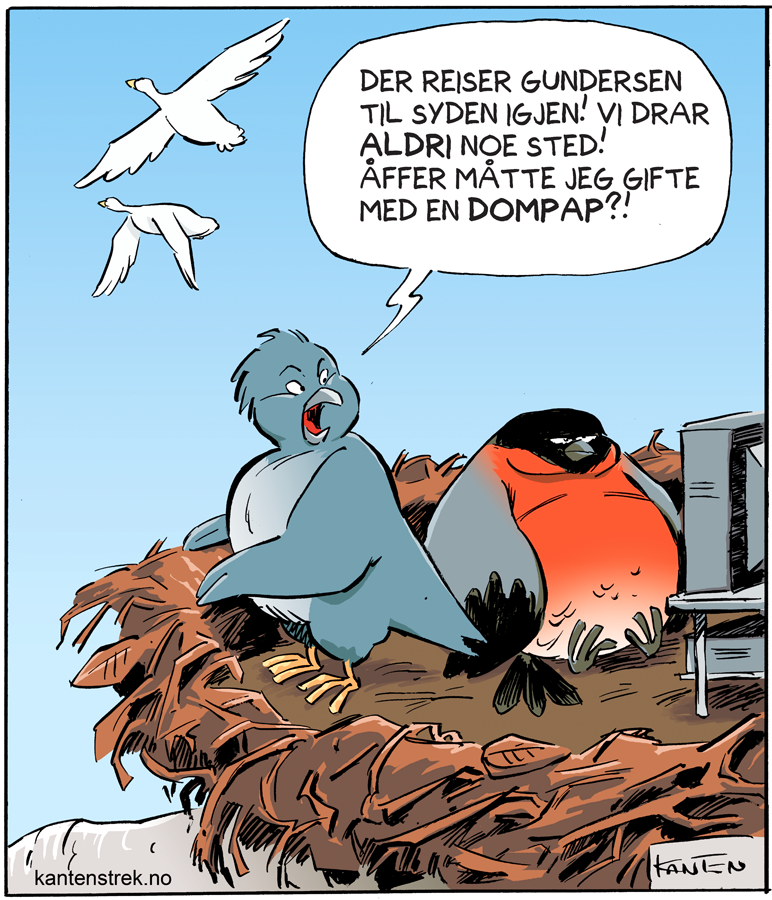 DER REISER GUNDERSEN
TIL SYDEN IGJEN! VI DRAR
ALDRI NOE STED!
ÅFFER MÅTTE JEG GIFTE
MED EN DOMPAP?!
kantenstrek.no
KANTEN